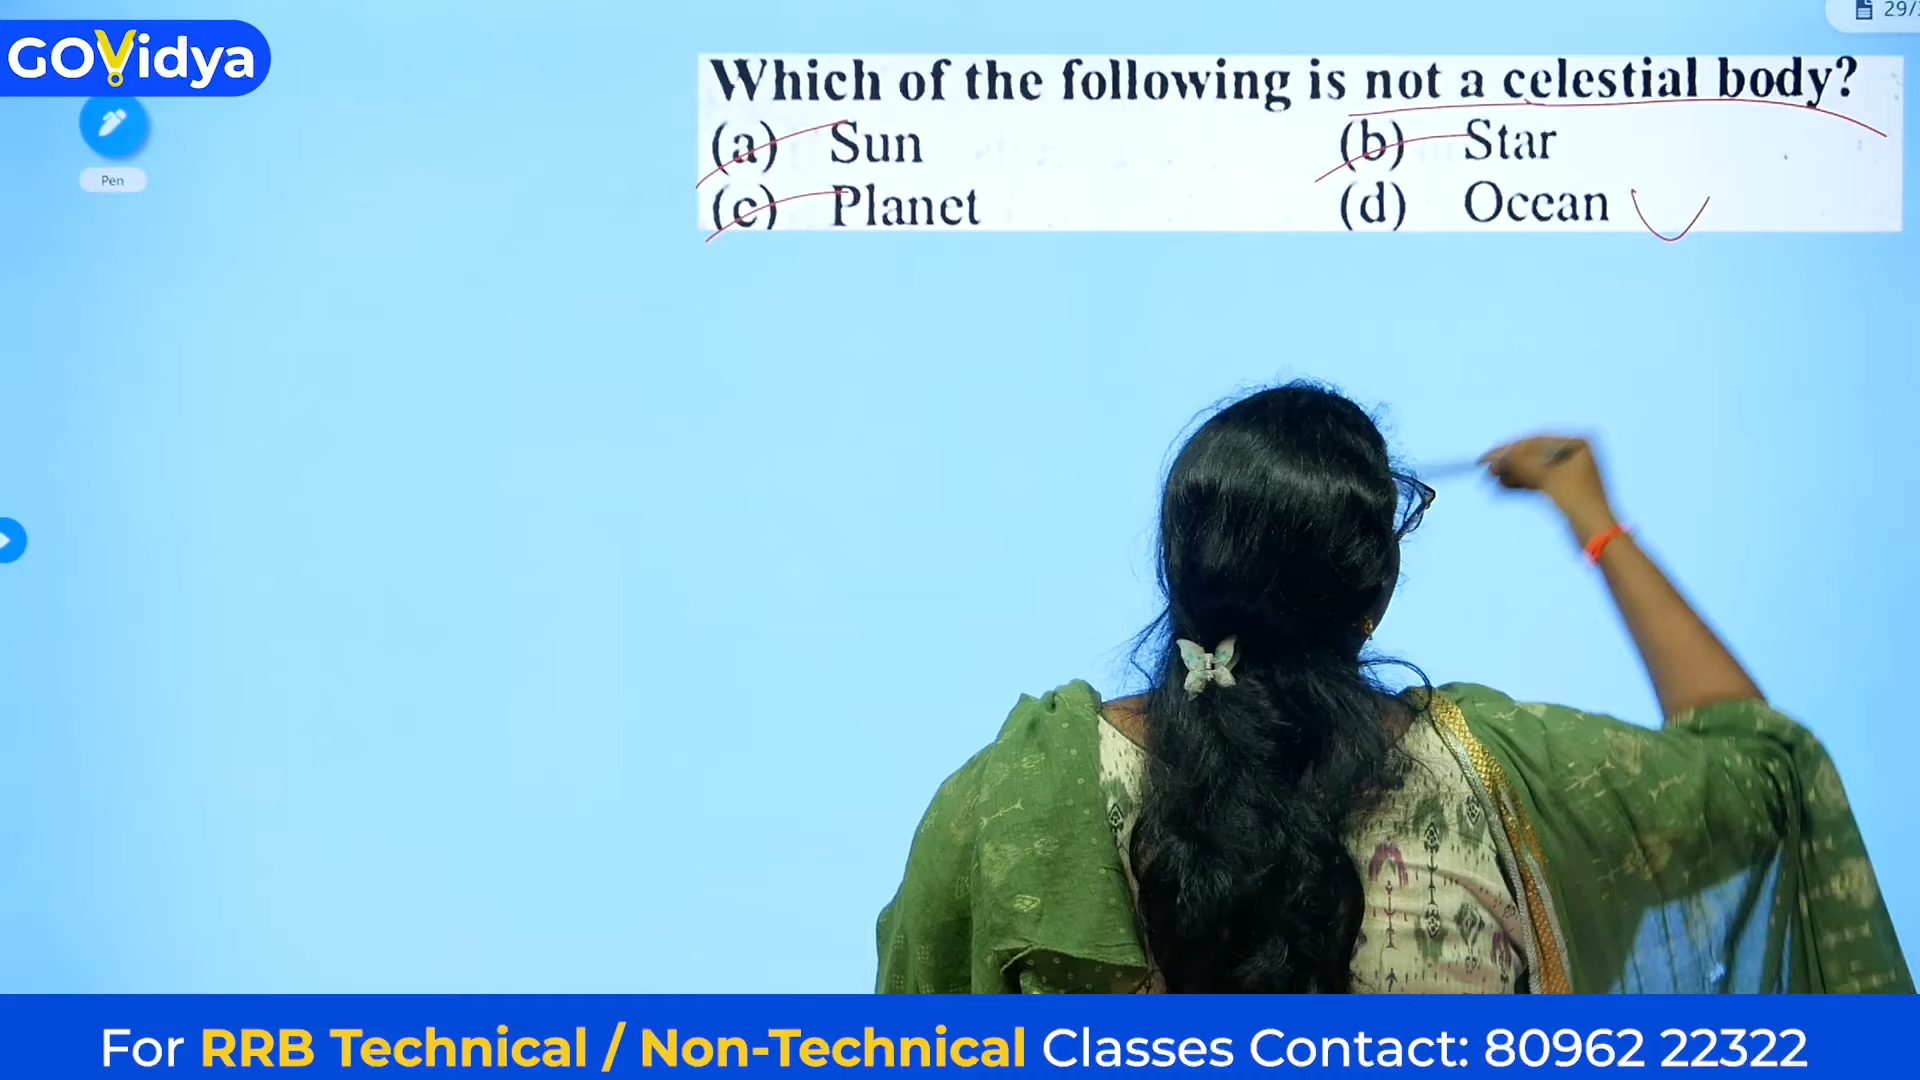 GOVidya
29/
Pen
Which of the following is not a celestial body?
(a) Sun (b) Star
(c) Planet (d) Ocean
For RRB Technical / Non-Technical Classes Contact: 80962 22322